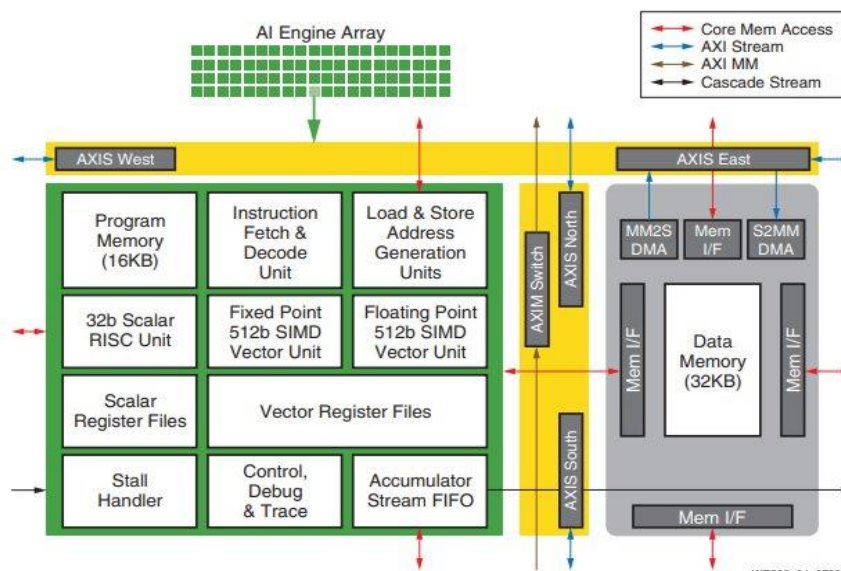 AI Engine Array
Core Mem Access
AXI Stream
AXI MM
Cascade Stream
AXIS West
AXIS East
Program
Memory
(16KB)
Instruction
Fetch &
Decode
Unit
Load & Store
Address
Generation
Units
32b Scalar
RISC Unit
Fixed Point
512b SIMD
Vector Unit
Floating Point
512b SIMD
Vector Unit
Scalar
Register Files
Vector Register Files
Stall
Handler
Control,
Debug
& Trace
Accumulator
Stream FIFO
AXIM Switch
AXIS North
AXIS South
MM2S
DMA
Mem
I/F
S2MM
DMA
Mem I/F
Data
Memory
(32KB)
Mem I/F
Mem I/F